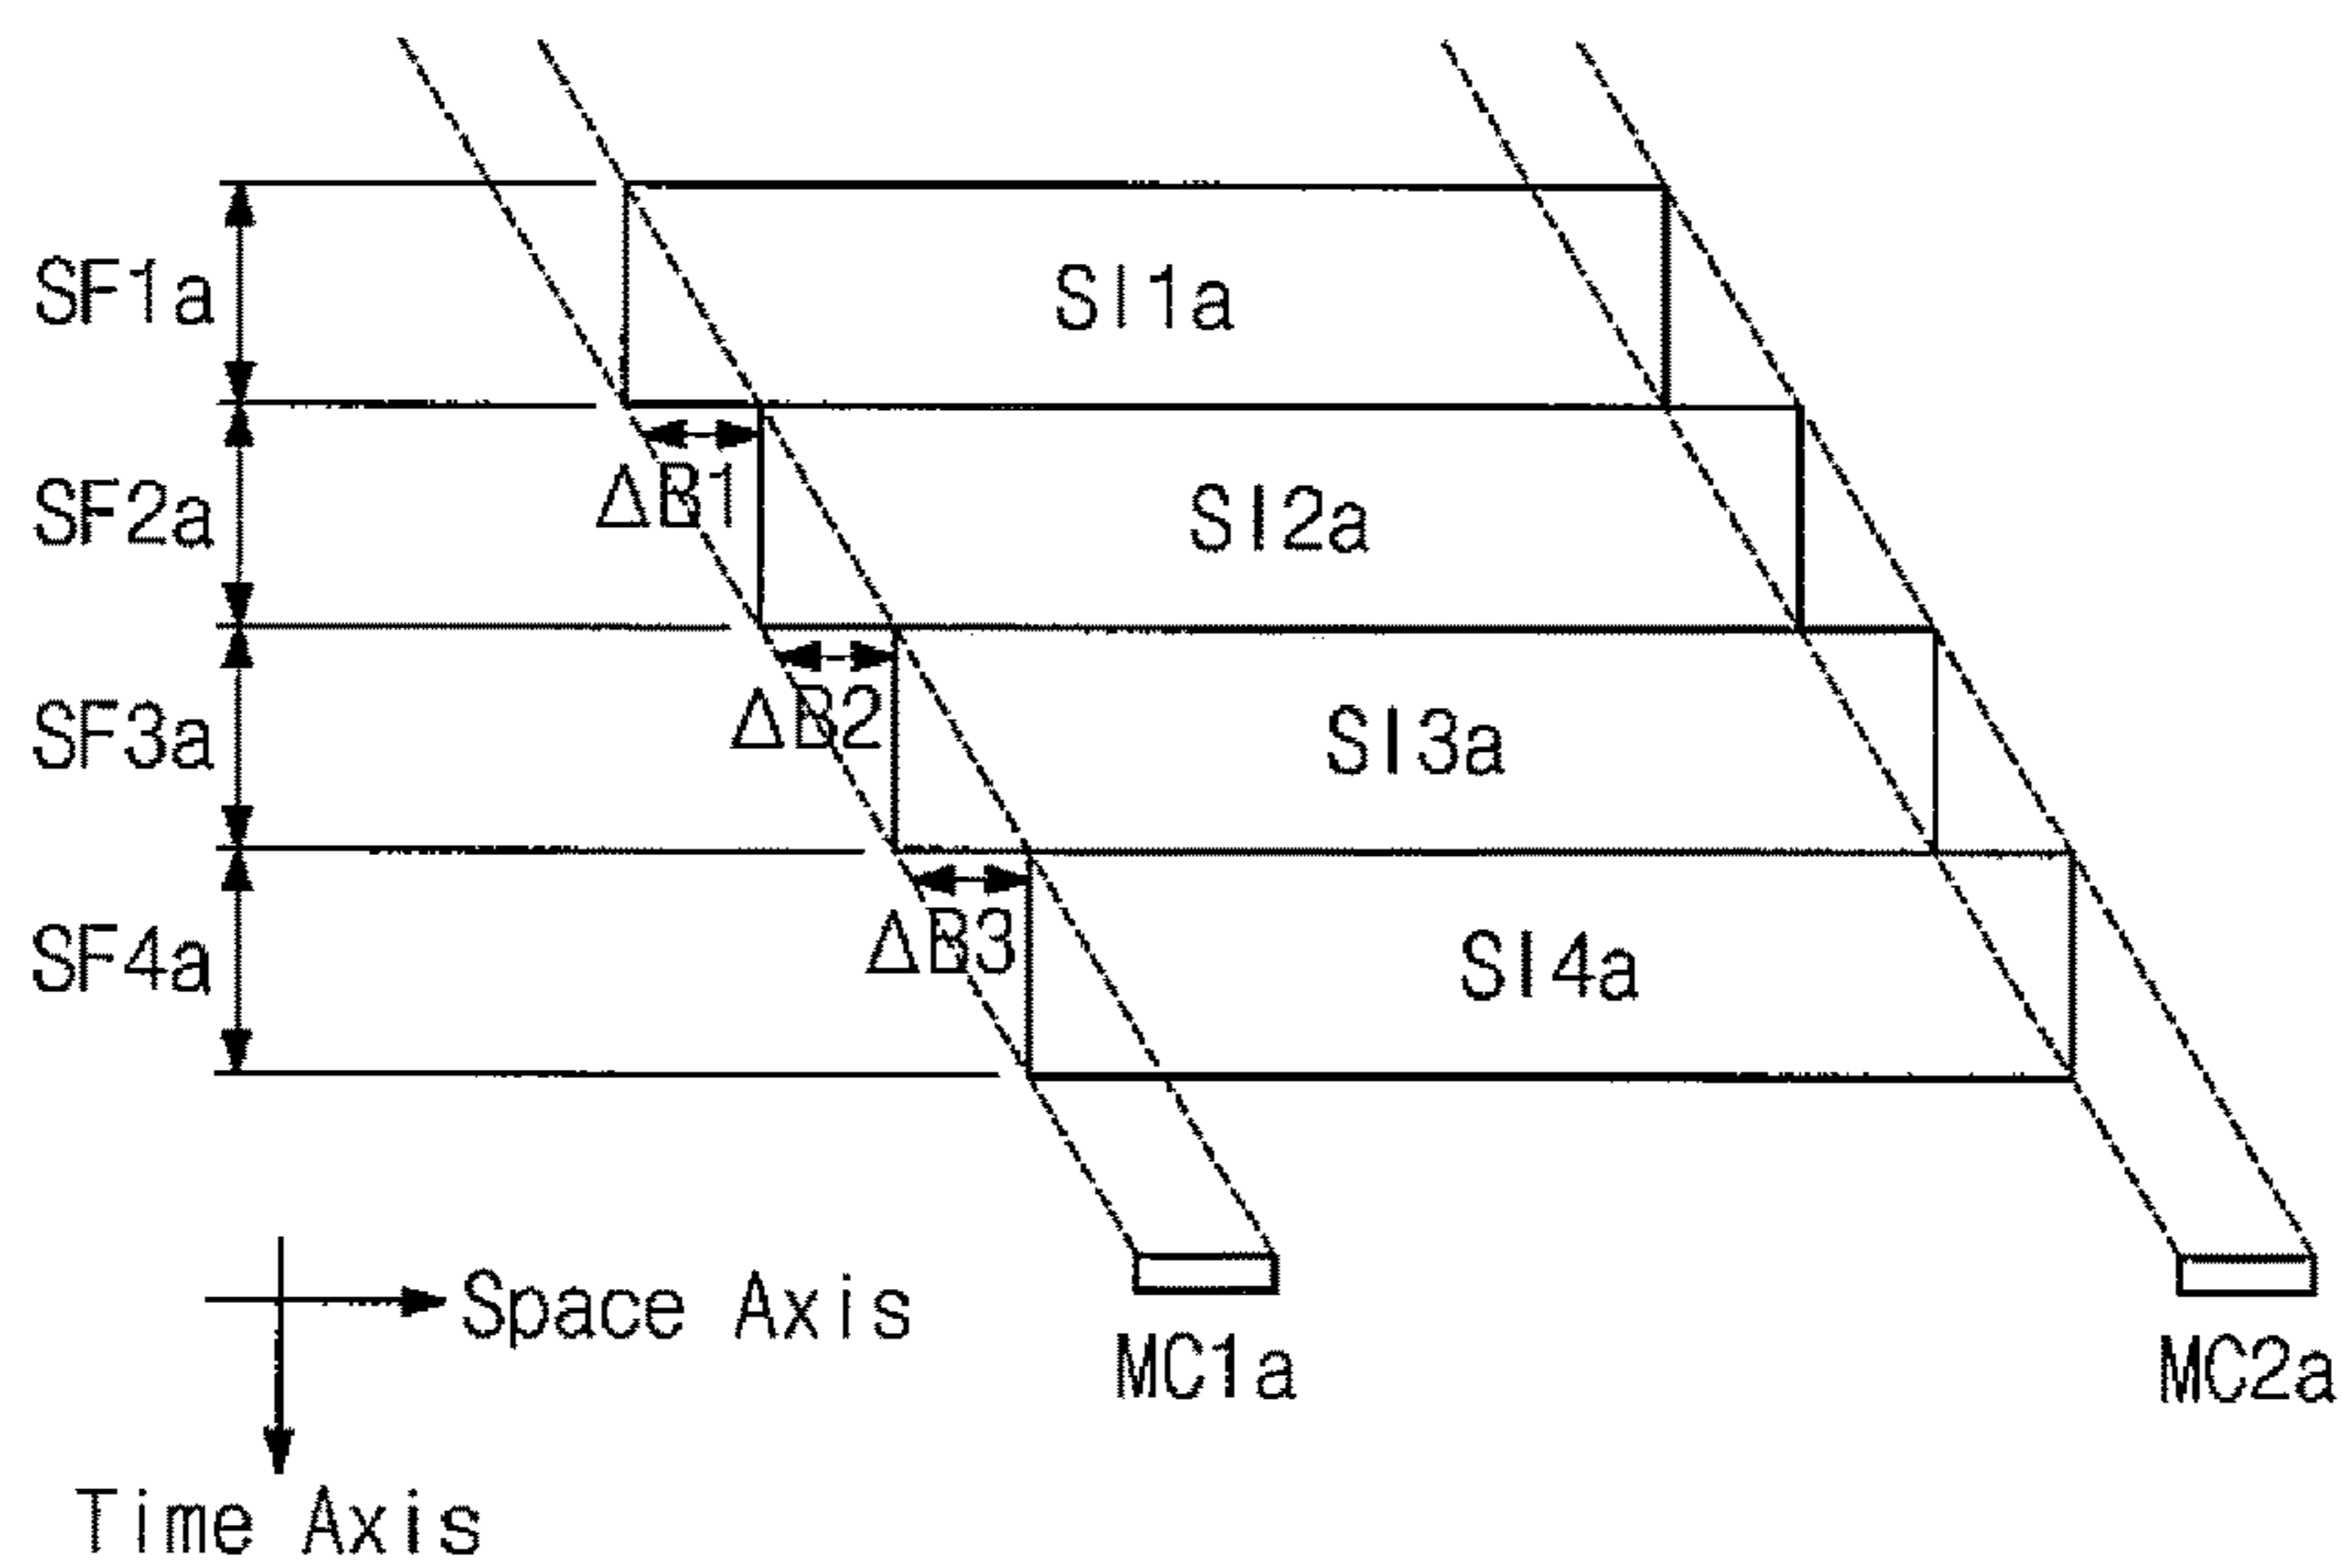 SF1a
SI1a
ΔB1
SF2a
SI2a
ΔB2
SF3a
SI3a
ΔB3
SF4a
SI4a
Space Axis
MC1a
MC2a
Time Axis